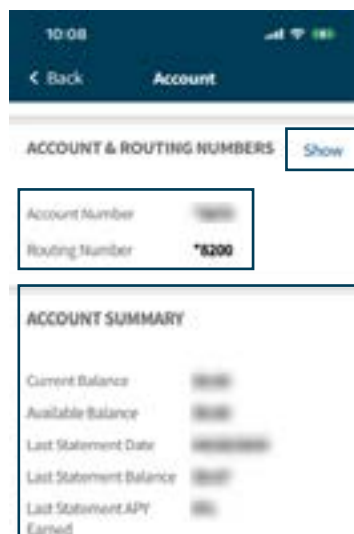 10:08
Back Account
ACCOUNT & ROUTING NUMBERS Show
Account Number
Routing Number *8200
ACCOUNT SUMMARY
Current Balance
Available Balance
Last Statement Date
Last Statement Balance
Last Statement APY
Earned